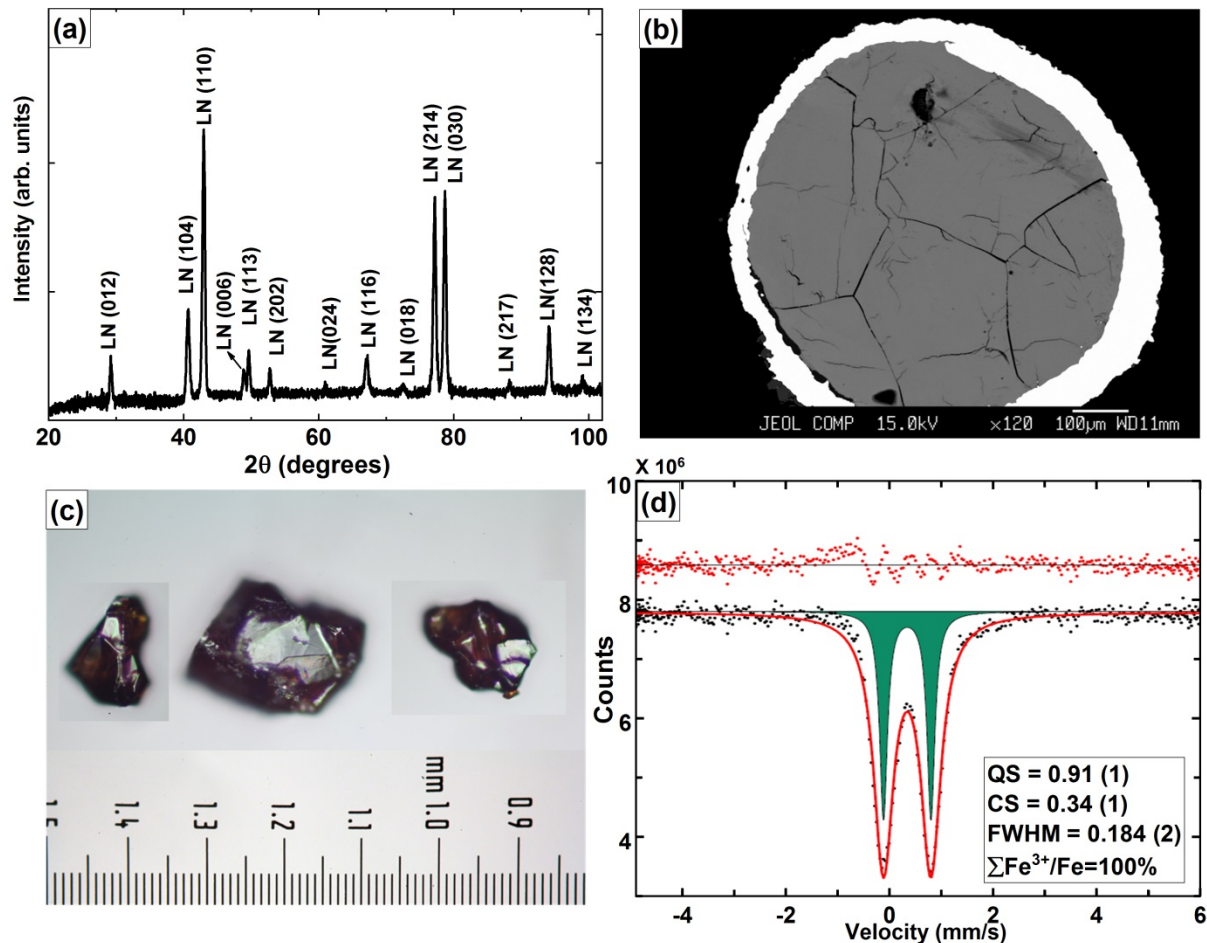 (a)
Intensity (arb. units)
LN (012)
LN (104)
LN (110)
LN (006)
LN (113)
LN (202)
LN(024)
LN (116)
LN (018)
LN (214)
LN (030)
LN (217)
LN(128)
LN (134)
20 40 60 80 100
2θ (degrees)
(b)
JEOL COMP 15.0kV ×120 100μm WD11mm
(c)
1.4 1.3 1.2 1.1 mm 1.0 0.9
X 10⁶
(d)
10
8
6
4
Counts
QS = 0.91 (1)
CS = 0.34 (1)
FWHM = 0.184 (2)
∑Fe³⁺/Fe=100%
-4 -2 0 2 4 6
Velocity (mm/s)